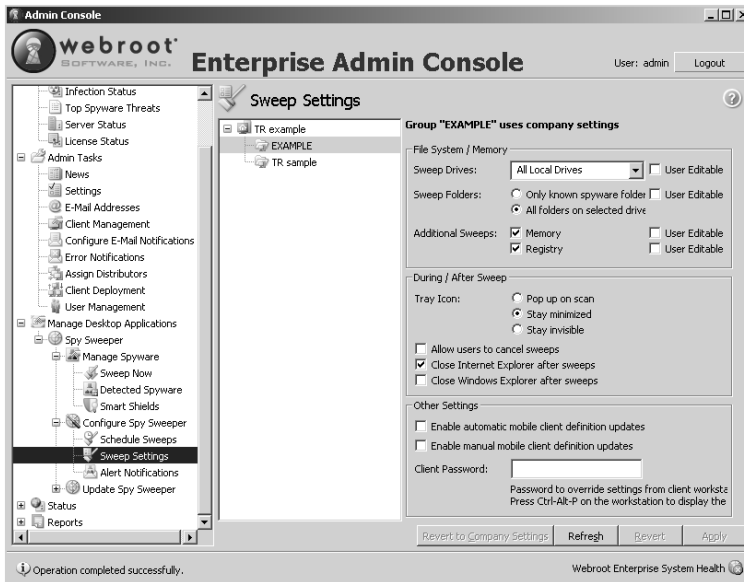 Admin Console
webroot
SOFTWARE, INC.
Enterprise Admin Console
User: admin
Logout
Infection Status
Top Spyware Threats
Server Status
License Status
Admin Tasks
News
Settings
E-Mail Addresses
Client Management
Configure E-Mail Notifications
Error Notifications
Assign Distributors
Client Deployment
User Management
Manage Desktop Applications
Spy Sweeper
Manage Spyware
Sweep Now
Detected Spyware
Smart Shields
Configure Spy Sweeper
Schedule Sweeps
Sweep Settings
Alert Notifications
Update Spy Sweeper
Status
Reports
Sweep Settings
?
TR example
EXAMPLE
TR sample
Group "EXAMPLE" uses company settings
File System / Memory
Sweep Drives: All Local Drives User Editable
Sweep Folders: Only known spyware folder User Editable
All folders on selected drive
Additional Sweeps: Memory User Editable
Registry User Editable
During / After Sweep
Tray Icon: Pop up on scan
Stay minimized
Stay invisible
Allow users to cancel sweeps
Close Internet Explorer after sweeps
Close Windows Explorer after sweeps
Other Settings
Enable automatic mobile client definition updates
Enable manual mobile client definition updates
Client Password:
Password to override settings from client worksta
Press Ctrl-Alt-P on the workstation to display the
Revert to Company Settings Refresh Revert Apply
Operation completed successfully.
Webroot Enterprise System Health